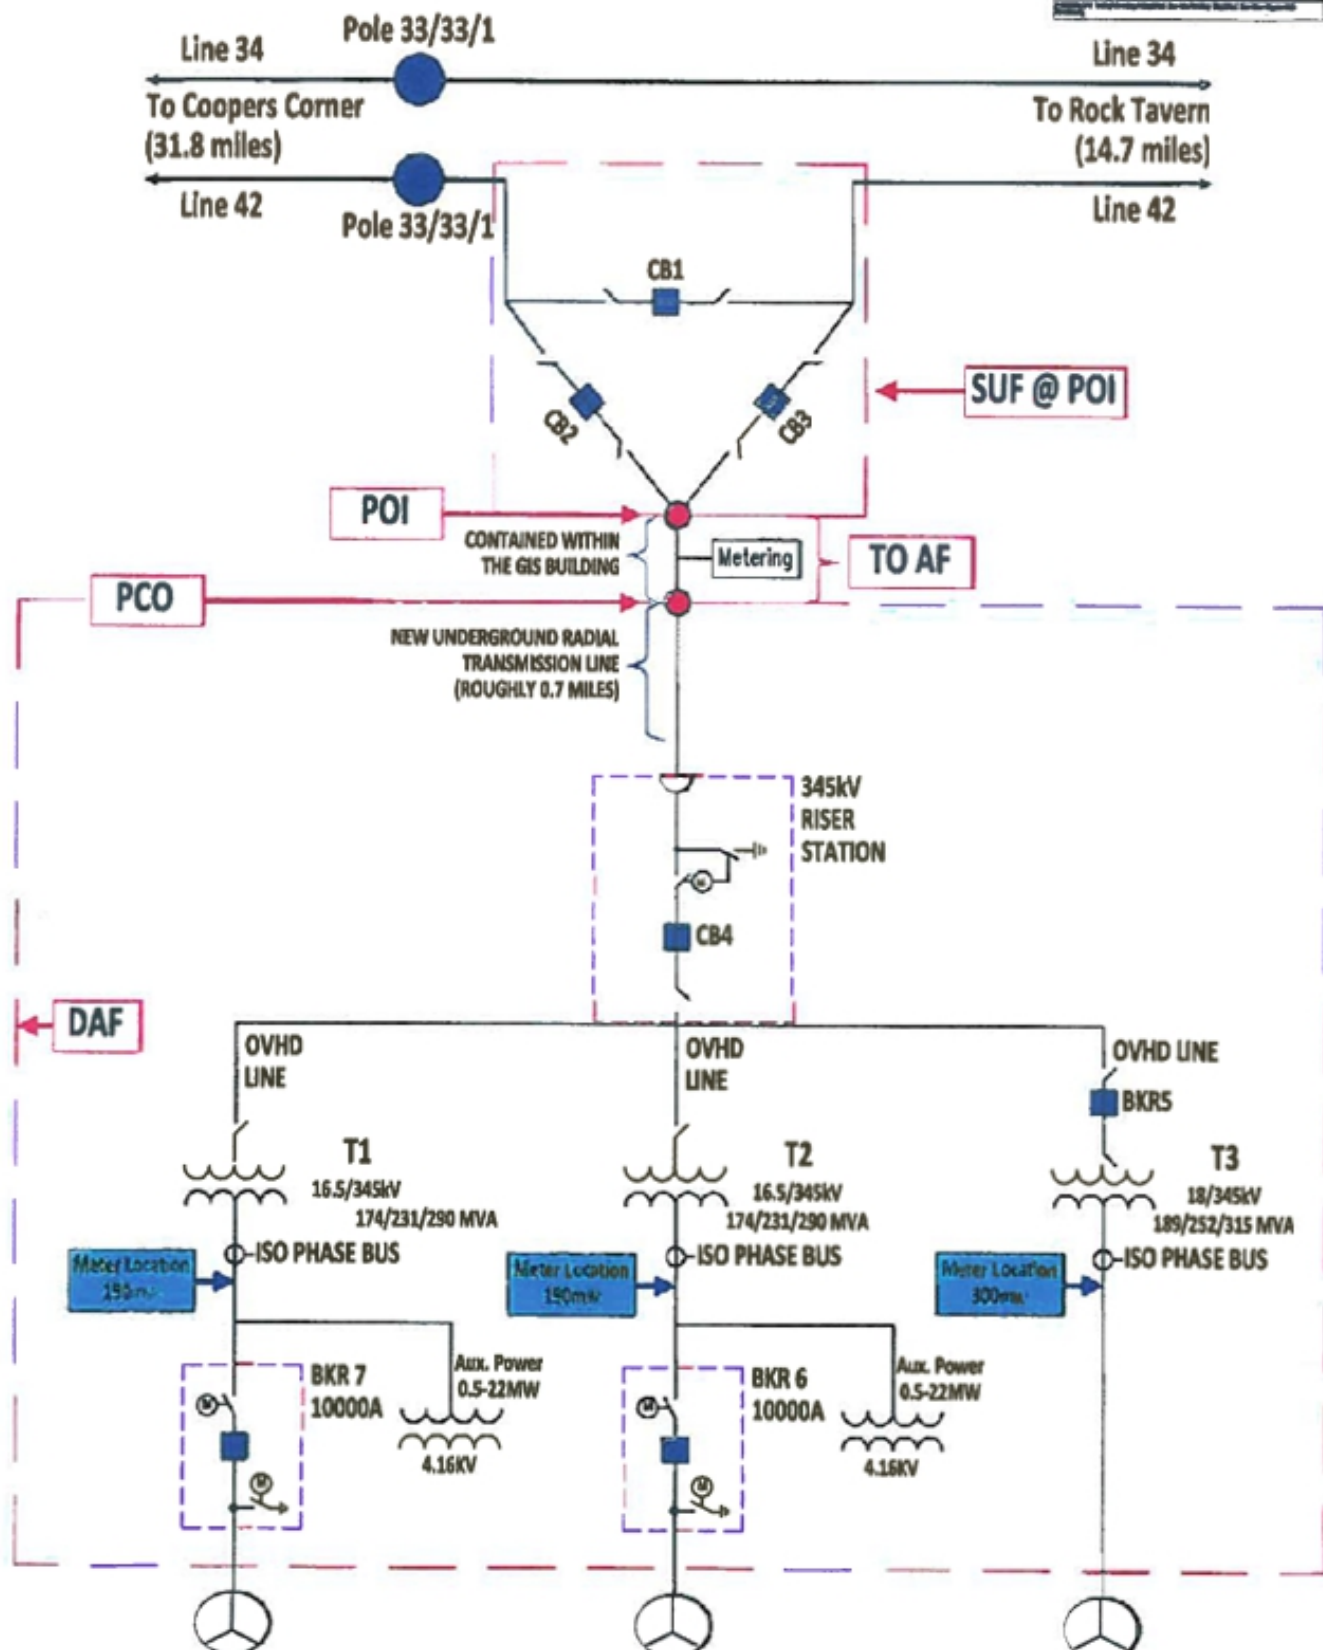 Pole 33/33/1
Line 34
Line 34
To Coopers Corner
(31.8 miles)
To Rock Tavern
(14.7 miles)
Line 42
Pole 33/33/1
Line 42
CB1
CB2
CB3
SUF @ POI
POI
CONTAINED WITHIN
THE GIS BUILDING
Metering
TO AF
PCO
NEW UNDERGROUND RADIAL
TRANSMISSION LINE
(ROUGHLY 0.7 MILES)
345kV
RISER
STATION
M
CB4
DAF
OVHD
LINE
OVHD
LINE
OVHD LINE
BKR5
T1
16.5/345kV
174/231/290 MVA
T2
16.5/345kV
174/231/290 MVA
T3
18/345kV
189/252/315 MVA
ISO PHASE BUS
ISO PHASE BUS
ISO PHASE BUS
Meter Location
190mw
Meter Location
190mw
Meter Location
300mw
BKR 7
10000A
Aux. Power
0.5-22MW
4.16KV
M
M
BKR 6
10000A
Aux. Power
0.5-22MW
4.16KV
M
M